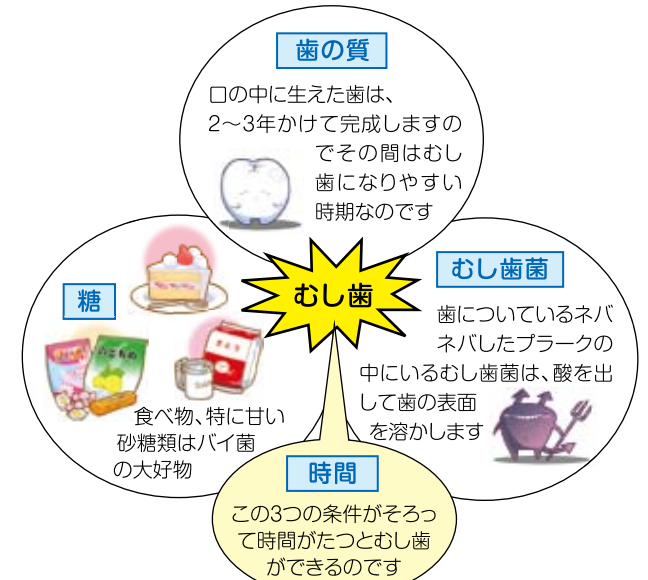 歯の質
口の中に生えた歯は、
2〜3年かけて完成しますの
でその間はむし
歯になりやすい
時期なのです
むし歯
糖
食べ物、特に甘い
砂糖類はバイ菌
の大好物
むし歯菌
歯についているネバ
ネバしたプラークの
中にいるむし歯菌は、酸を出
して歯の表面
を溶かします
時間
この3つの条件がそろっ
て時間がたつとむし歯
ができるのです